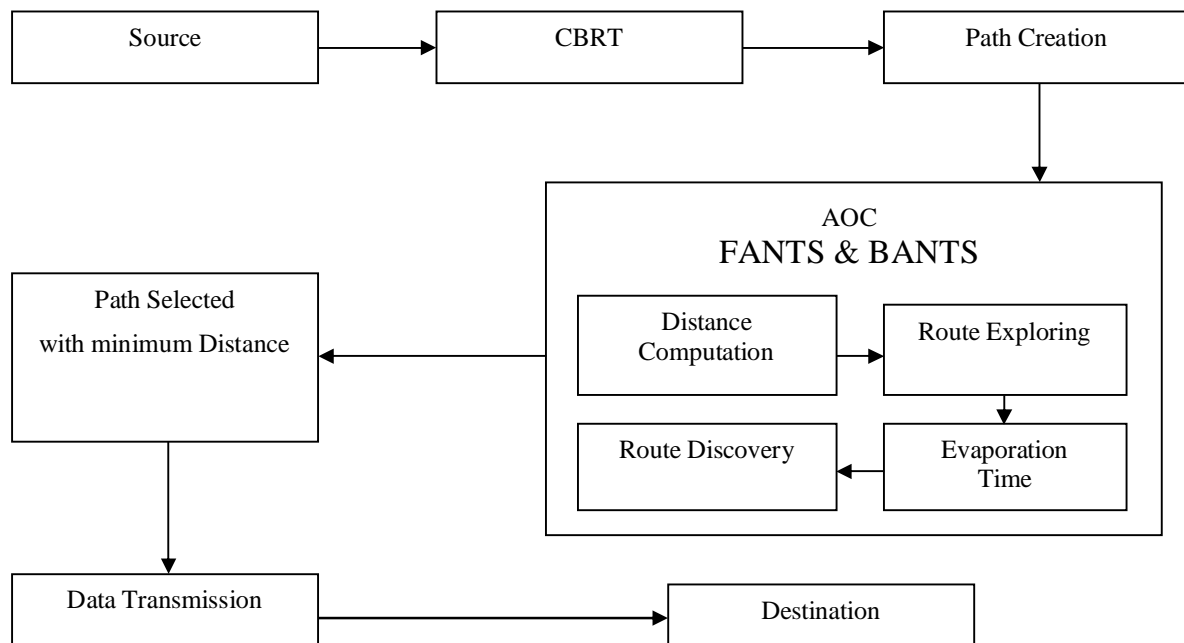 Source
CBRT
Path Creation
AOC
FANTS & BANTS
Distance
Computation
Route Exploring
Evaporation
Time
Route Discovery
Path Selected
with minimum Distance
Data Transmission
Destination